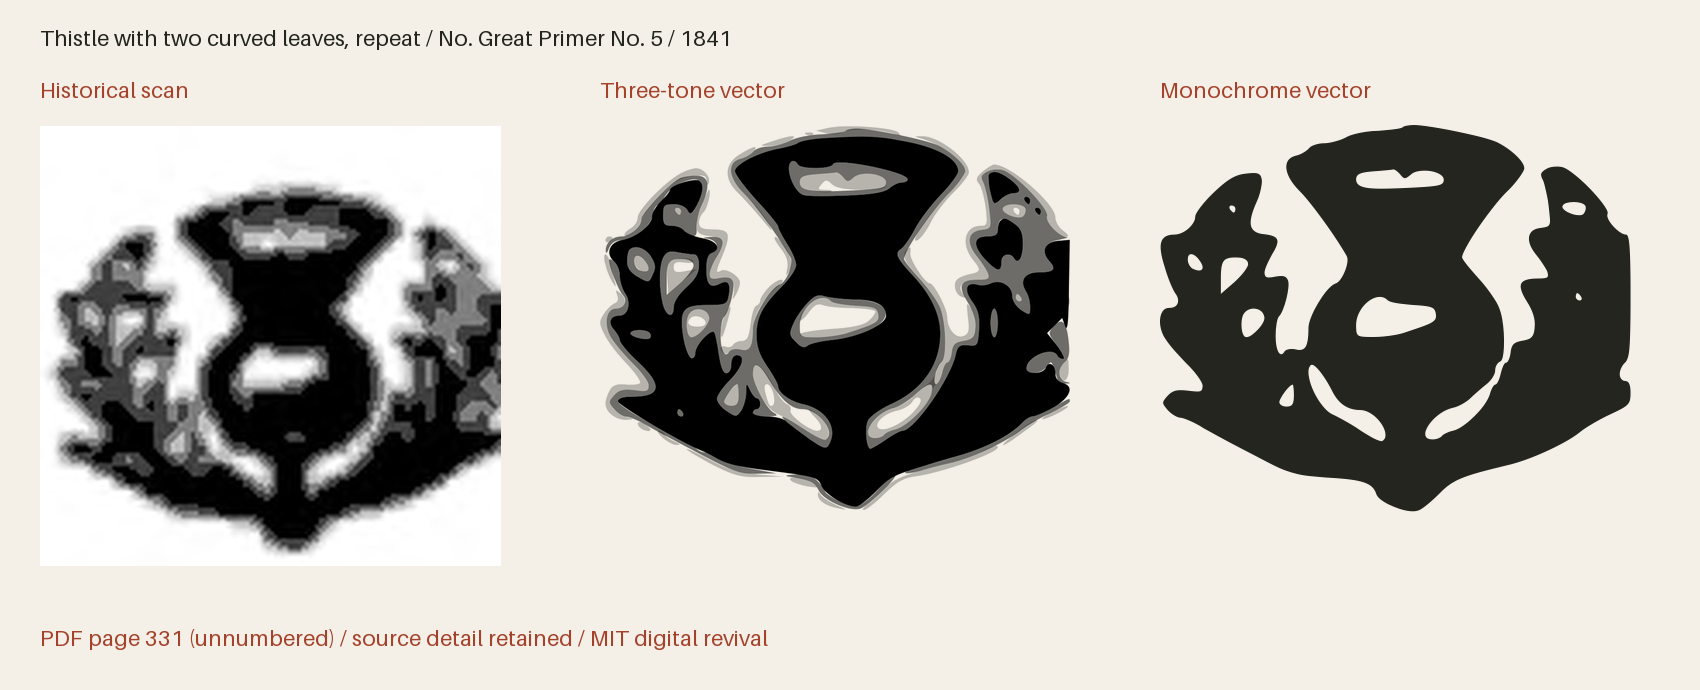 Thistle with two curved leaves, repeat / No. Great Primer No. 5 / 1841
Historical scan
Three-tone vector
Monochrome vector
PDF page 331 (unnumbered) / source detail retained / MIT digital revival